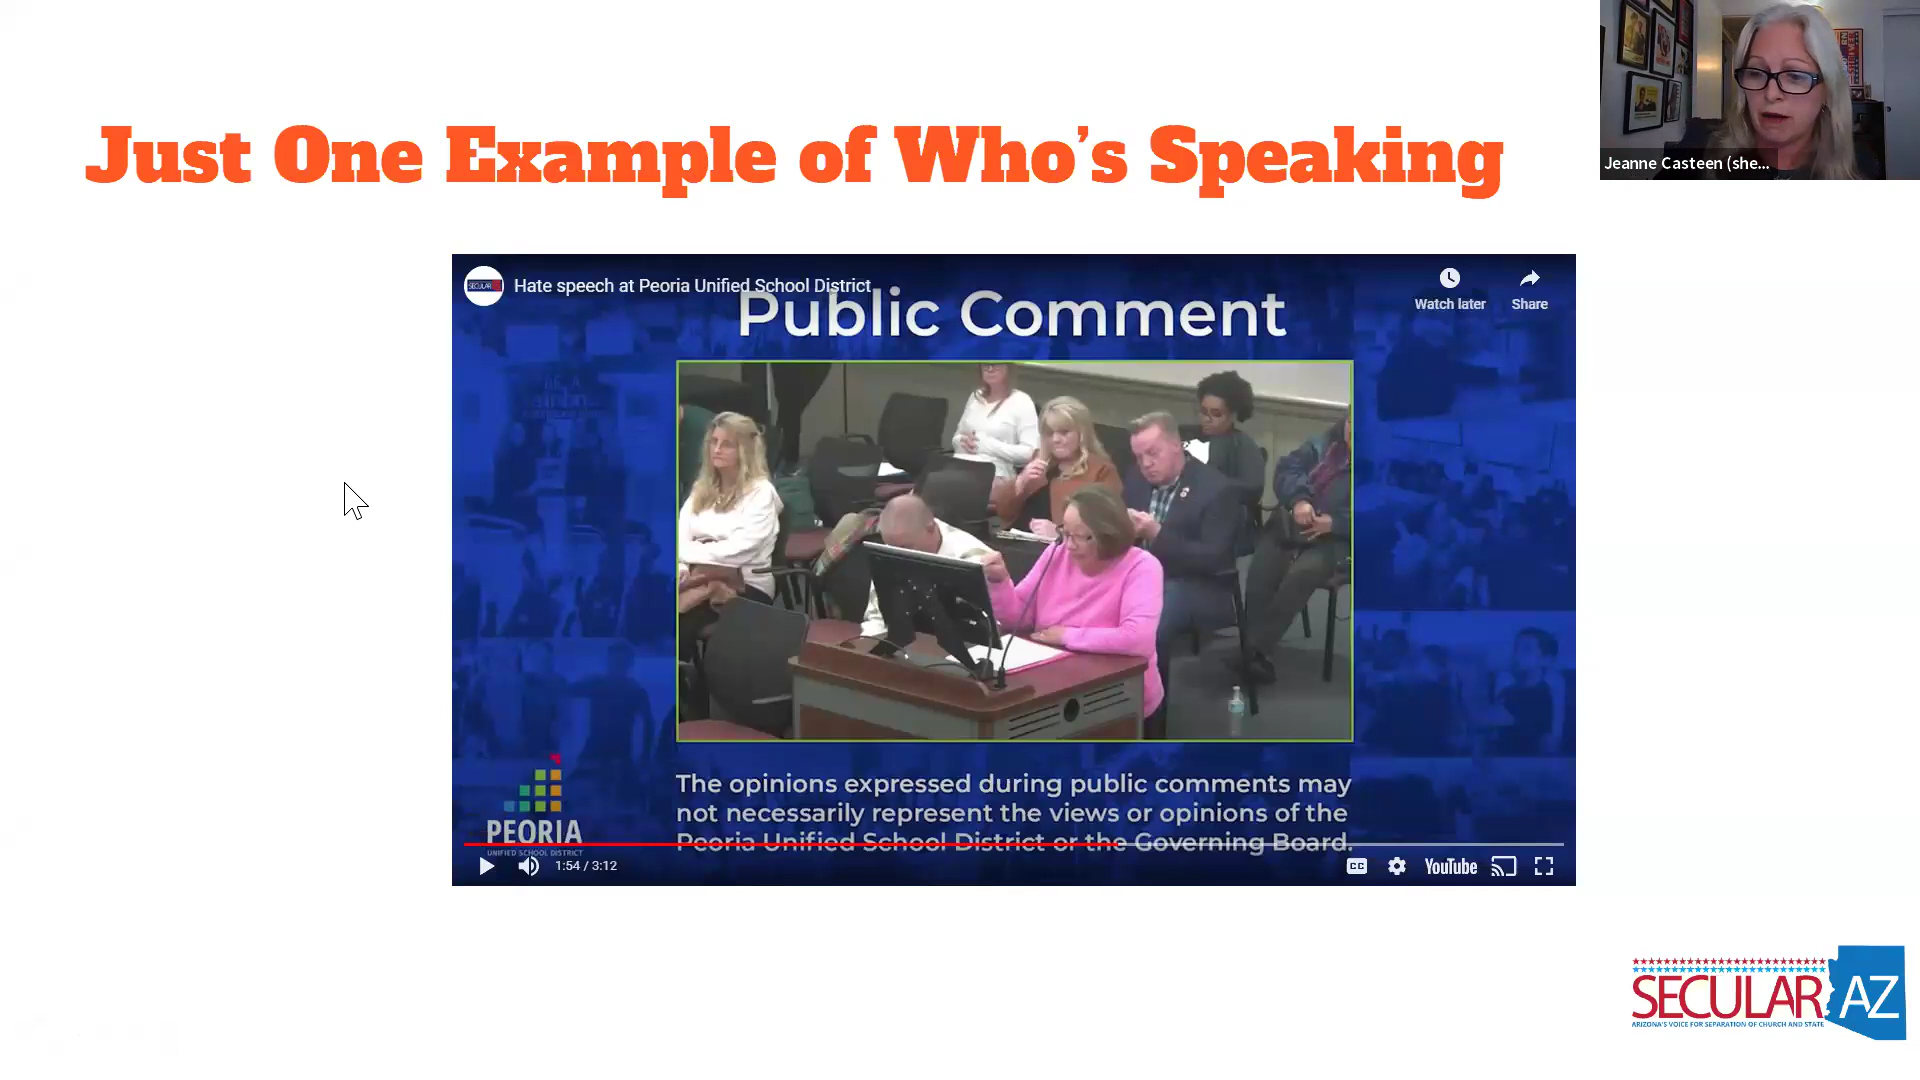 Just One Example of Who's Speaking
Jeanne Casteen (she...
SECULAR
Hate speech at Peoria Unified School District
Watch later
Share
Public Comment
The opinions expressed during public comments may
not necessarily represent the views or opinions of the
Peoria Unified School District or the Governing Board.
PEORIA
UNIFIED SCHOOL DISTRICT
1:54 / 3:12
CC
YouTube
SECULAR AZ
ARIZONA'S VOICE FOR SEPARATION OF CHURCH AND STATE